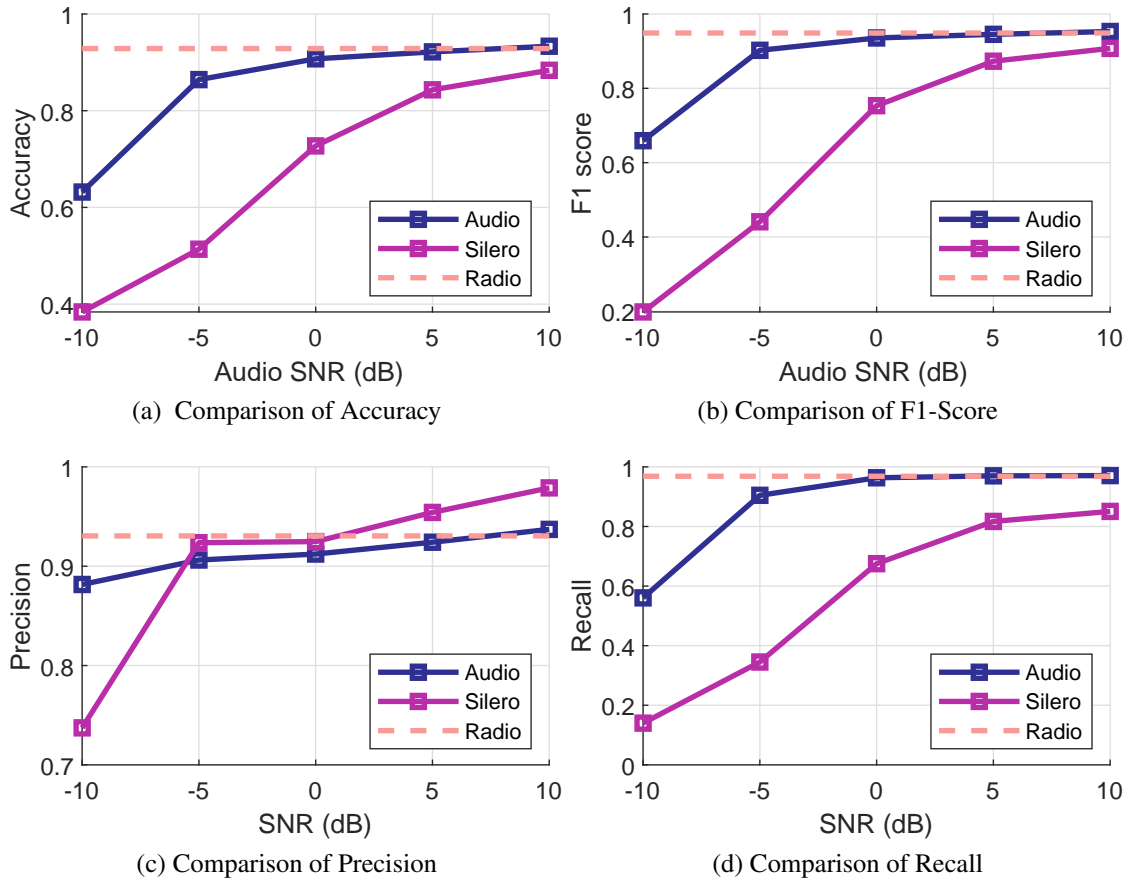 1
0.8
0.6
0.4
Accuracy
Audio
Silero
Radio
-10 -5 0 5 10
Audio SNR (dB)
(a) Comparison of Accuracy
1
0.8
0.6
0.4
0.2
F1 score
Audio
Silero
Radio
-10 -5 0 5 10
Audio SNR (dB)
(b) Comparison of F1-Score
1
0.9
0.8
0.7
Precision
Audio
Silero
Radio
-10 -5 0 5 10
SNR (dB)
(c) Comparison of Precision
1
0.8
0.6
0.4
0.2
0
Recall
Audio
Silero
Radio
-10 -5 0 5 10
SNR (dB)
(d) Comparison of Recall